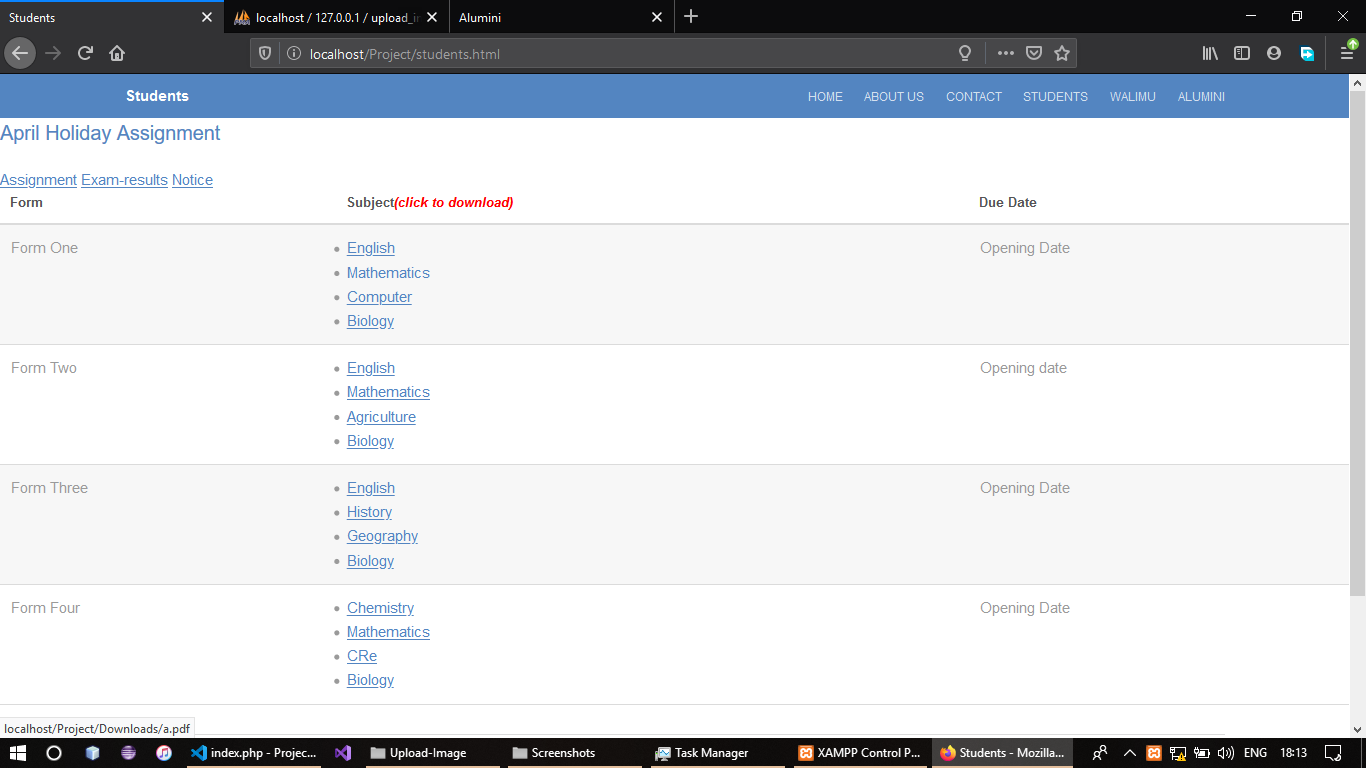 Students
localhost / 127.0.0.1 / upload_i
Alumini
localhost/Project/students.html
Students HOME ABOUT US CONTACT STUDENTS WALIMU ALUMINI
April Holiday Assignment
Assignment Exam-results Notice
Form Subject(click to download) Due Date
Form One English Opening Date
Mathematics
Computer
Biology
Form Two English Opening date
Mathematics
Agriculture
Biology
Form Three English Opening Date
History
Geography
Biology
Form Four Chemistry Opening Date
Mathematics
CRe
Biology
localhost/Project/Downloads/a.pdf
index.php - Projec... Upload-Image Screenshots Task Manager XAMPP Control P... Students - Mozilla... ENG 18:13